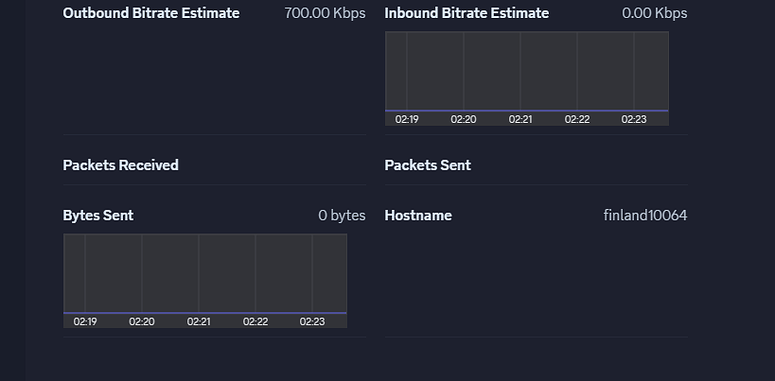 Outbound Bitrate Estimate 700.00 Kbps Inbound Bitrate Estimate 0.00 Kbps
02:19 02:20 02:21 02:22 02:23
Packets Received Packets Sent
Bytes Sent 0 bytes Hostname finland10064
02:19 02:20 02:21 02:22 02:23